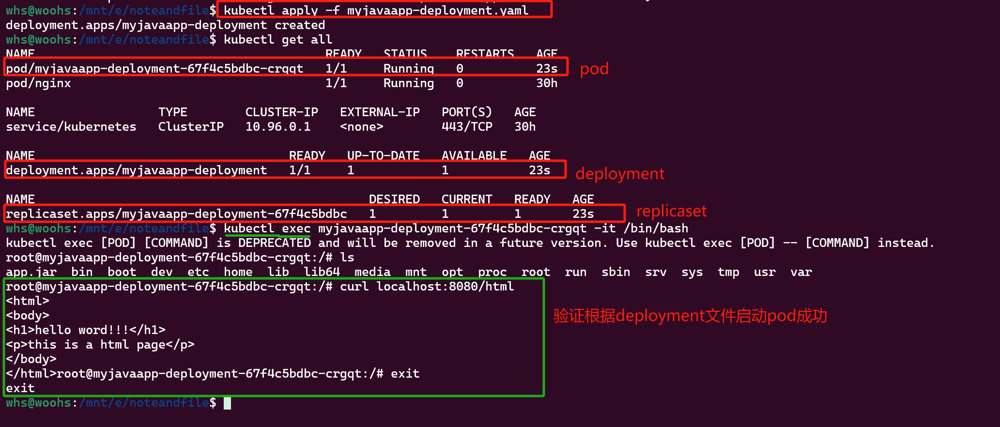 whs@woohs:/mnt/e/noteandfile$ kubectl apply -f myjavaapp-deployment.yaml
deployment.apps/myjavaapp-deployment created
whs@woohs:/mnt/e/noteandfile$ kubectl get all
NAME READY STATUS RESTARTS AGE
pod/myjavaapp-deployment-67f4c5bdbc-crgqt 1/1 Running 0 23s pod
pod/nginx 1/1 Running 0 30h
NAME TYPE CLUSTER-IP EXTERNAL-IP PORT(S) AGE
service/kubernetes ClusterIP 10.96.0.1 <none> 443/TCP 30h
NAME READY UP-TO-DATE AVAILABLE AGE
deployment.apps/myjavaapp-deployment 1/1 1 1 23s deployment
NAME DESIRED CURRENT READY AGE
replicaset.apps/myjavaapp-deployment-67f4c5bdbc 1 1 1 23s replicaset
whs@woohs:/mnt/e/noteandfile$ kubectl exec myjavaapp-deployment-67f4c5bdbc-crgqt -it /bin/bash
kubectl exec [POD] [COMMAND] is DEPRECATED and will be removed in a future version. Use kubectl exec [POD] -- [COMMAND] instead.
root@myjavaapp-deployment-67f4c5bdbc-crgqt:/# ls
app.jar bin boot dev etc home lib lib64 media mnt opt proc root run sbin srv sys tmp usr var
root@myjavaapp-deployment-67f4c5bdbc-crgqt:/# curl localhost:8080/html
<html>
<body>
验证根据deployment文件启动pod成功
<h1>hello word!!!</h1>
<p>this is a html page</p>
</body>
</html>root@myjavaapp-deployment-67f4c5bdbc-crgqt:/# exit
exit
whs@woohs:/mnt/e/noteandfile$